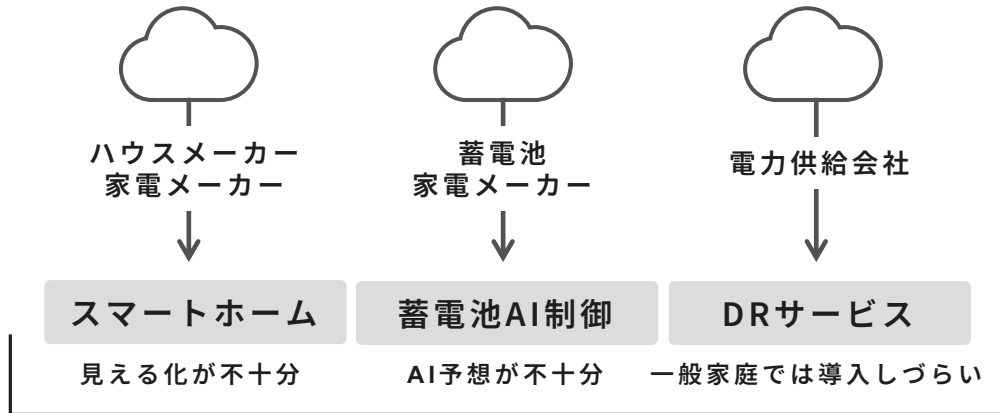 ハウスメーカー
家電メーカー
蓄電池
家電メーカー
電力供給会社
スマートホーム
蓄電池AI制御
DRサービス
見える化が不十分
AI予想が不十分
一般家庭では導入しづらい